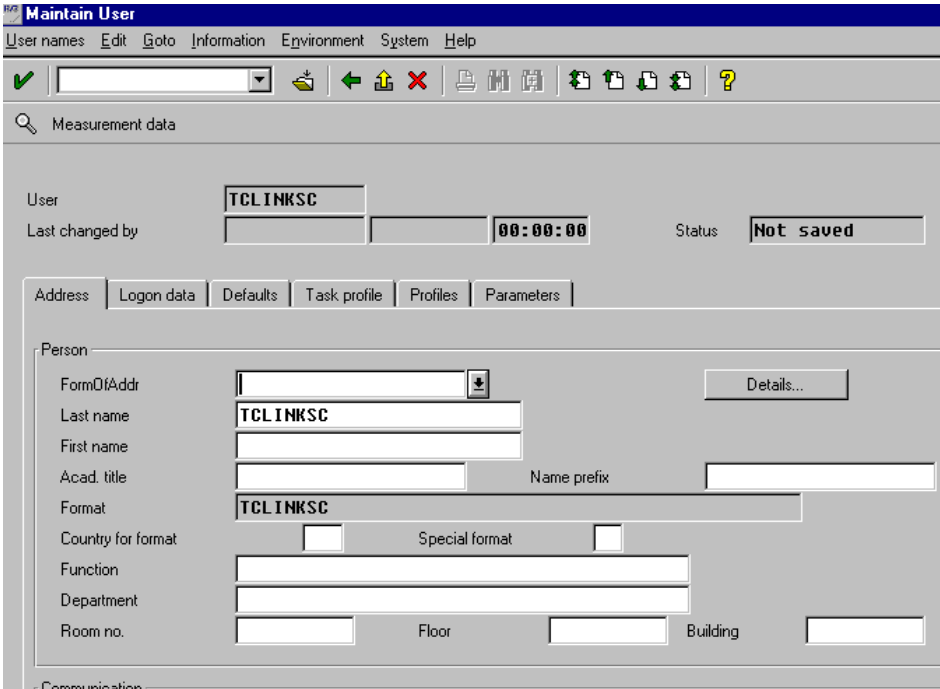 Maintain User
User names Edit Goto Information Environment System Help
Measurement data
User TCLINKSC
Last changed by 00:00:00 Status Not saved
Address Logon data Defaults Task profile Profiles Parameters
Person
FormOfAddr Details...
Last name TCLINKSC
First name
Acad. title Name prefix
Format TCLINKSC
Country for format Special format
Function
Department
Room no. Floor Building
Communication